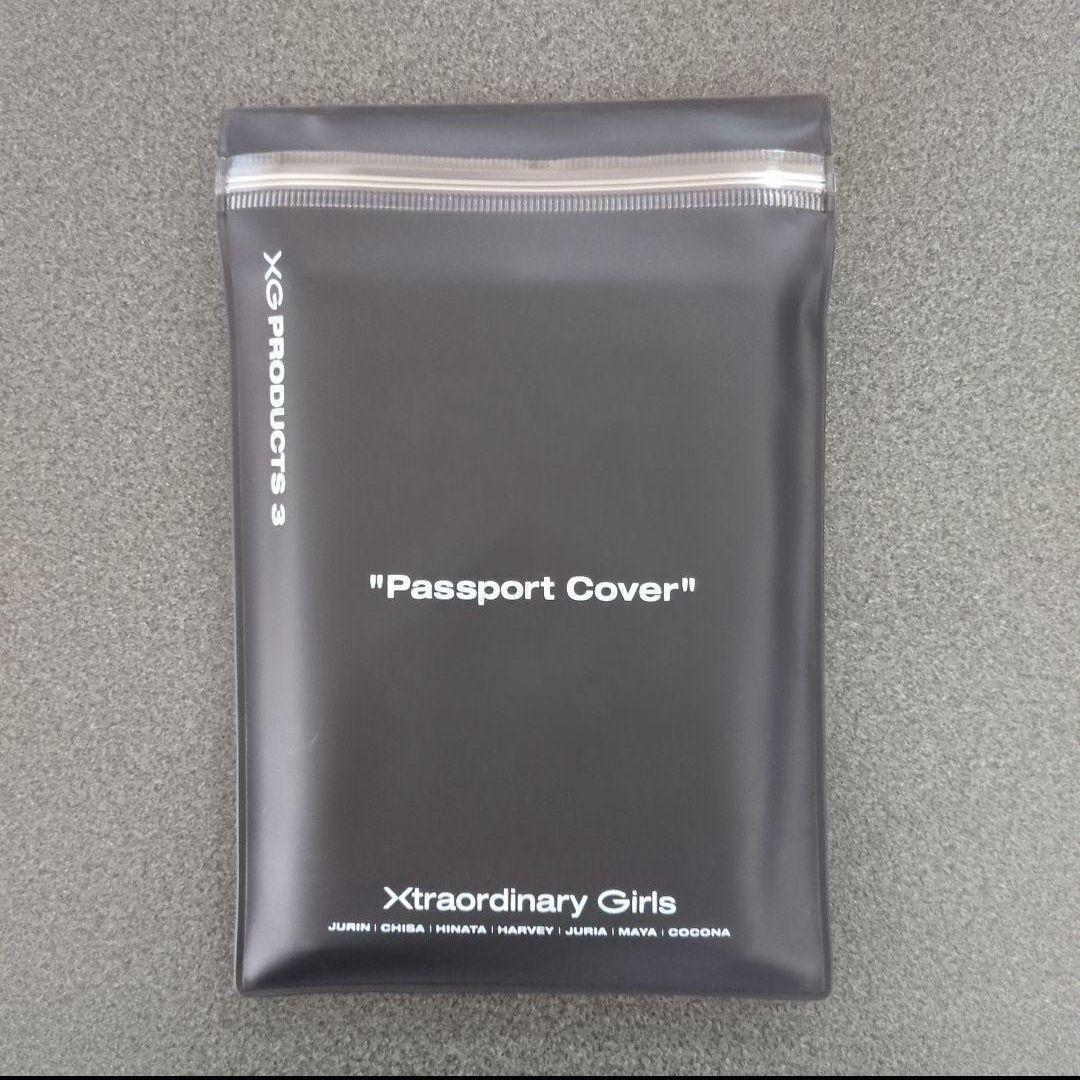 XG PRODUCTS 3
"Passport Cover"
Xtraordinary Girls
JURIN | CHISA | HINATA | HARVEY | JURIA | MAYA | COCONA